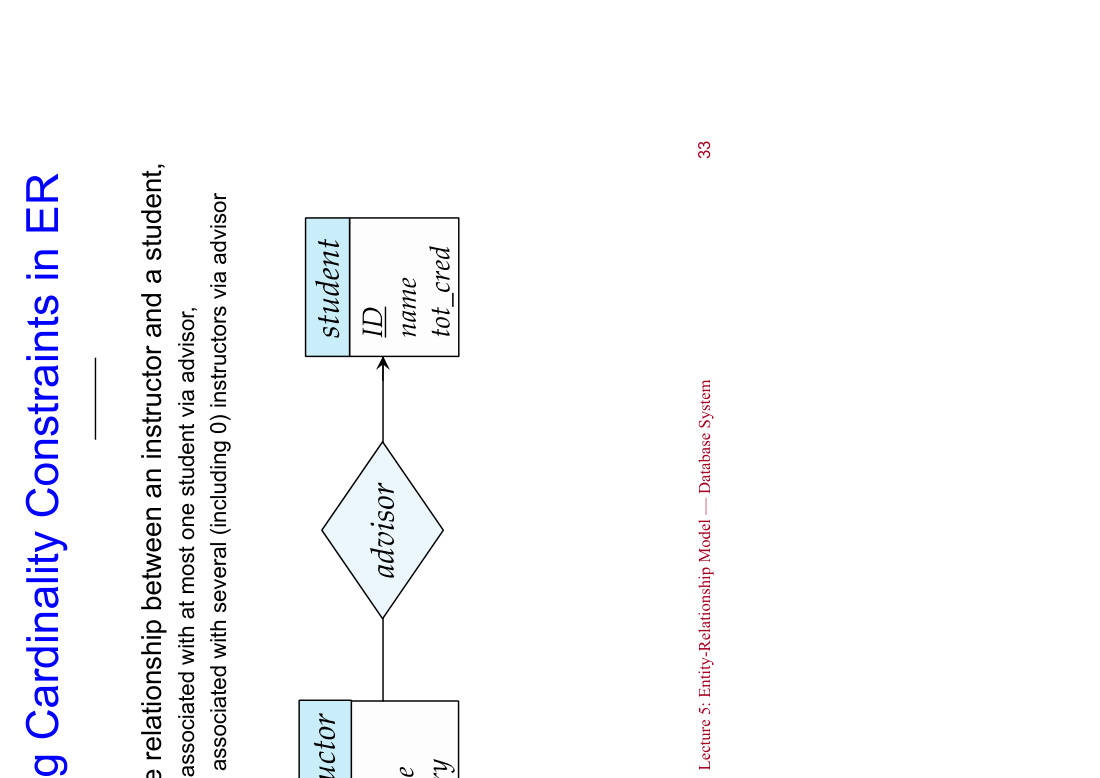 Cardinality Constraints in ER
relationship between an instructor and a student,
associated with at most one student via advisor,
associated with several (including 0) instructors via advisor
advisor
student
ID
name
tot_cred
Lecture 5: Entity-Relationship Model — Database System
33